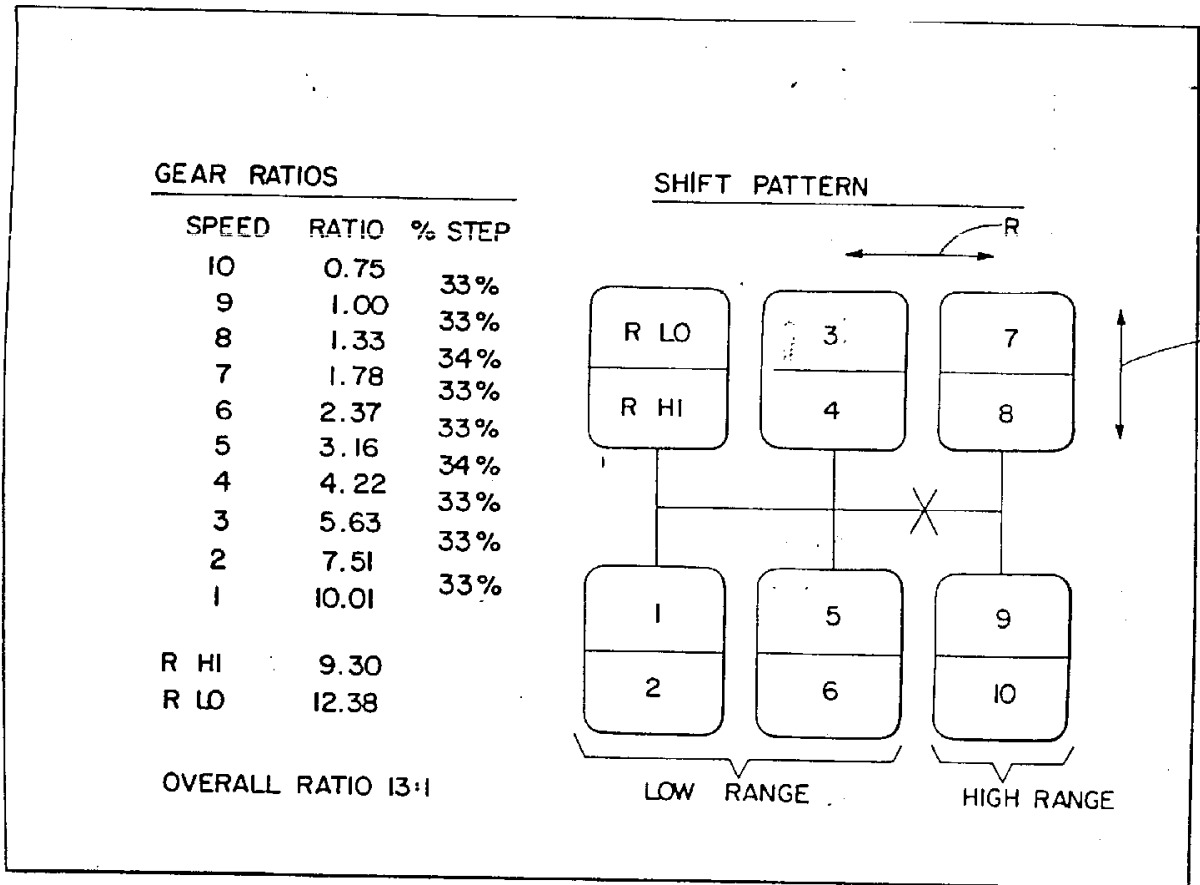 GEAR RATIOS
SPEED RATIO % STEP
10 0.75
33%
9 1.00
33%
8 1.33
34%
7 1.78
33%
6 2.37
33%
5 3.16
34%
4 4.22
33%
3 5.63
33%
2 7.51
33%
1 10.01
R HI 9.30
R LO 12.38
OVERALL RATIO 13:1
SHIFT PATTERN
R
R LO 3 7
R HI 4 8
X
1 5 9
2 6 10
LOW RANGE HIGH RANGE